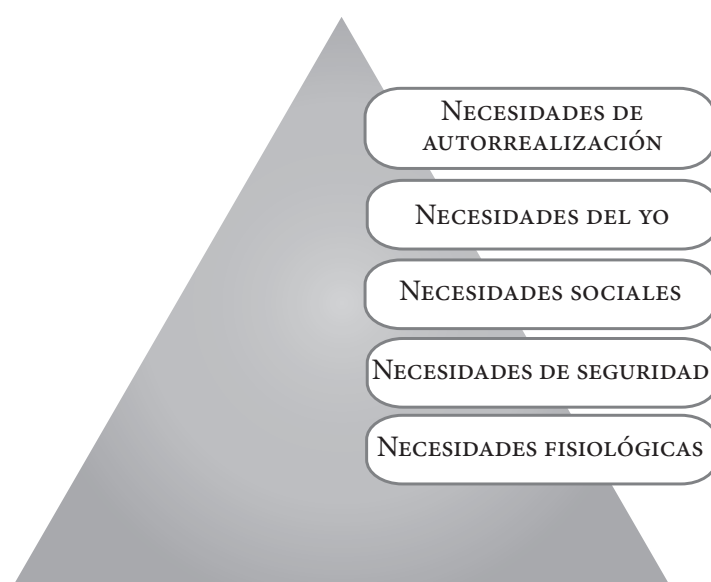 Necesidades de
autorrealización
Necesidades del yo
Necesidades sociales
Necesidades de seguridad
Necesidades fisiológicas